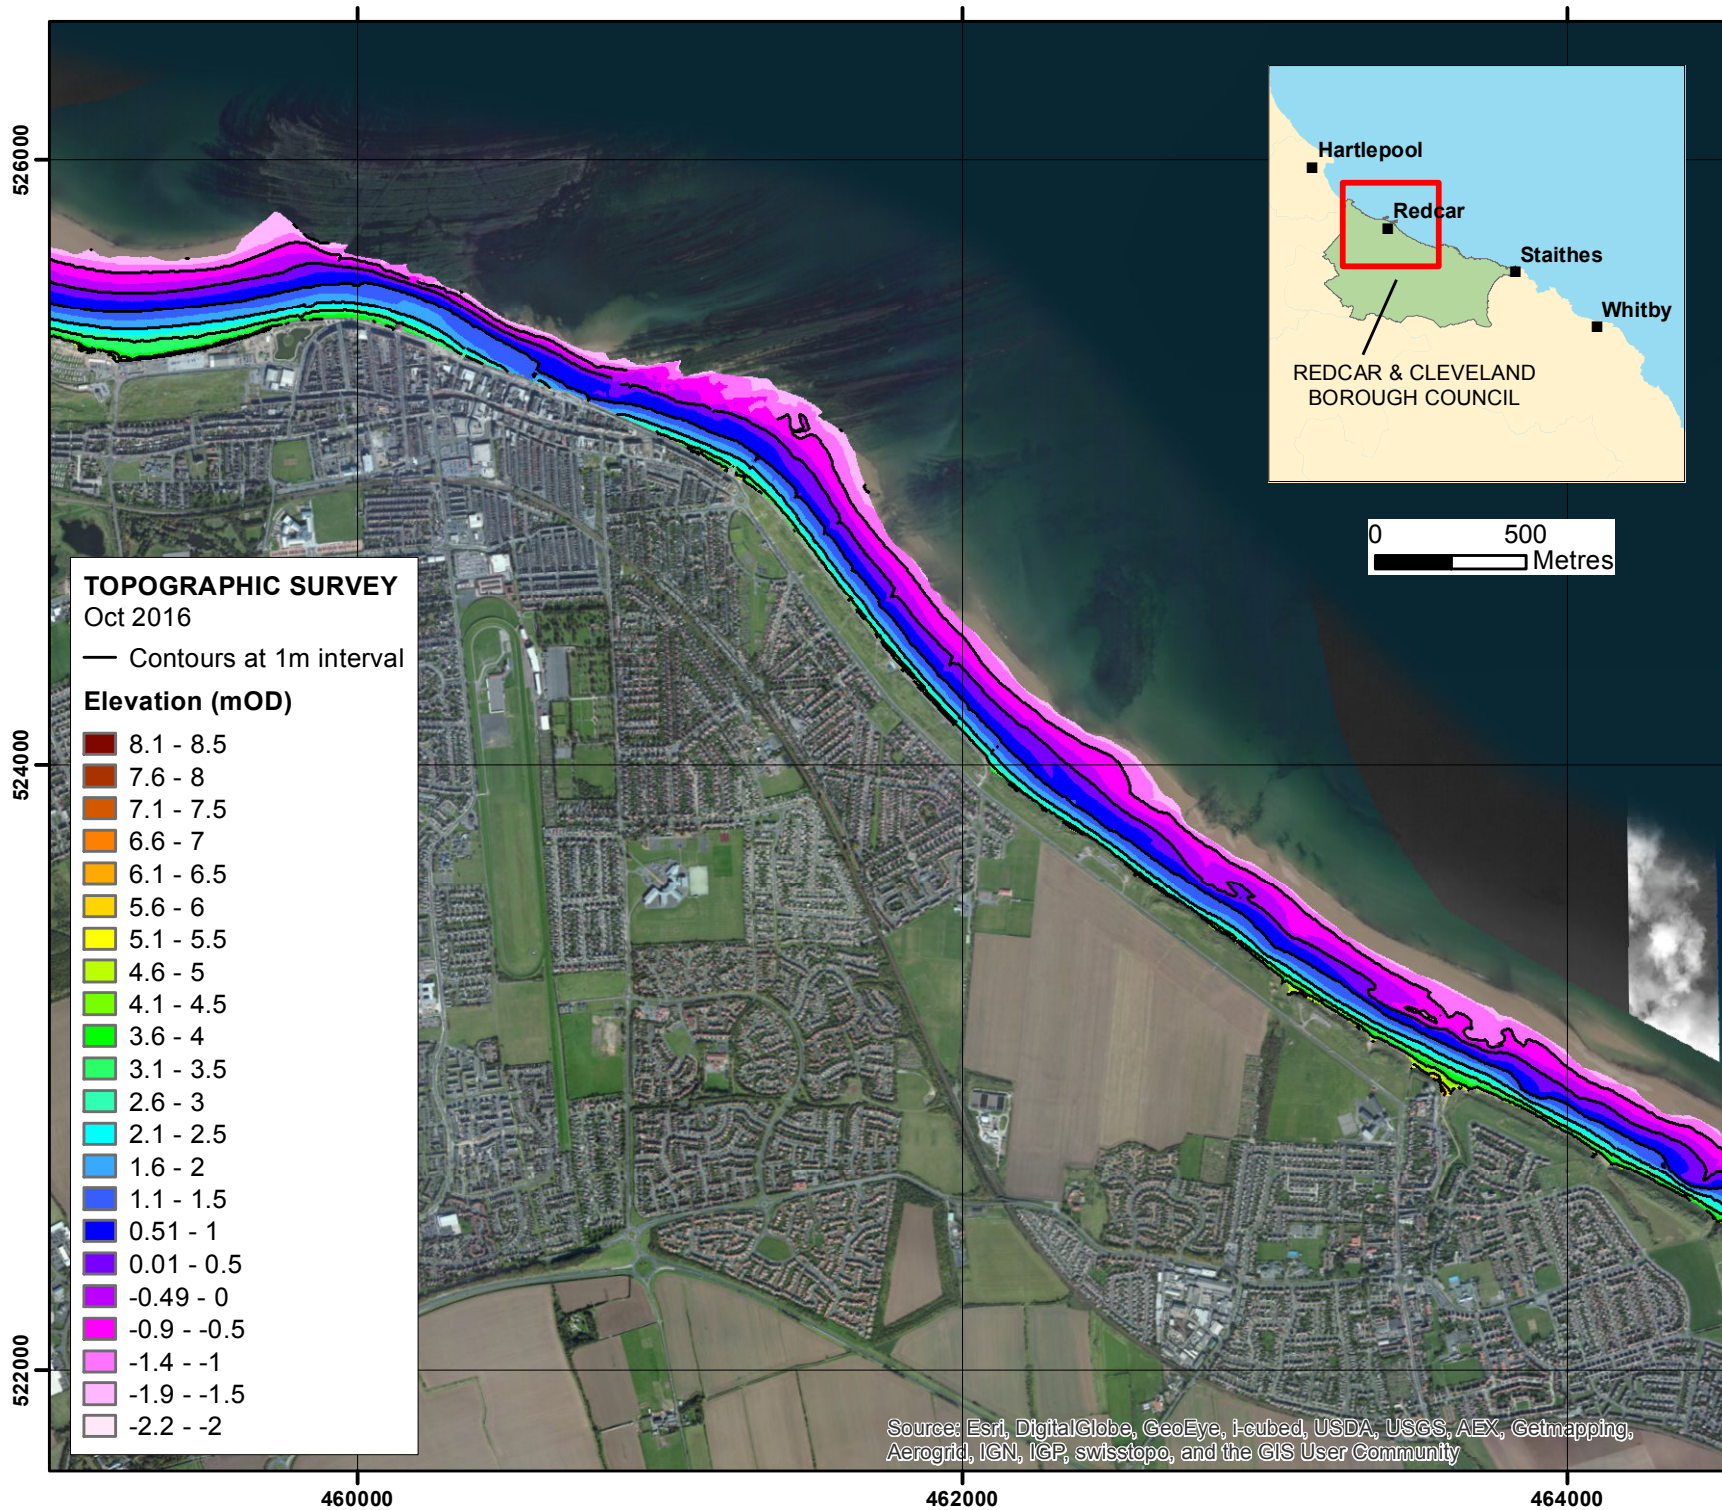 526000
524000
522000
460000
462000
464000
Hartlepool
Redcar
Staithes
Whitby
REDCAR & CLEVELAND
BOROUGH COUNCIL
0 500
Metres
TOPOGRAPHIC SURVEY
Oct 2016
Contours at 1m interval
Elevation (mOD)
8.1 - 8.5
7.6 - 8
7.1 - 7.5
6.6 - 7
6.1 - 6.5
5.6 - 6
5.1 - 5.5
4.6 - 5
4.1 - 4.5
3.6 - 4
3.1 - 3.5
2.6 - 3
2.1 - 2.5
1.6 - 2
1.1 - 1.5
0.51 - 1
0.01 - 0.5
-0.49 - 0
-0.9 - -0.5
-1.4 - -1
-1.9 - -1.5
-2.2 - -2
Source: Esri, DigitalGlobe, GeoEye, i-cubed, USDA, USGS, AEX, Getmapping,
Aerogrid, IGN, IGP, swisstopo, and the GIS User Community